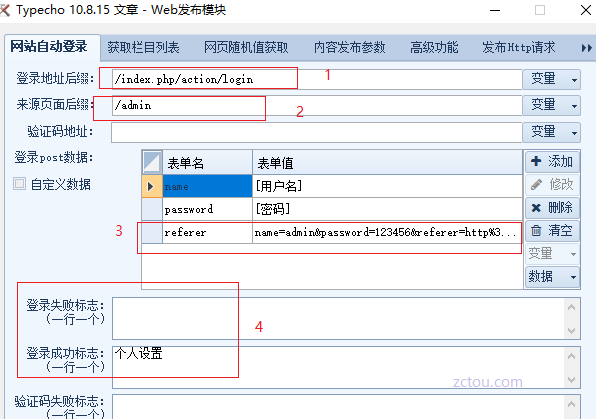 Typecho 10.8.15 文章 - Web发布模块
网站自动登录 获取栏目列表 网页随机值获取 内容发布参数 高级功能 发布Http请求
登录地址后缀: /index.php/action/login 1 变量
来源页面后缀: /admin 2 变量
验证码地址: 变量
登录post数据: 表单名 表单值 添加
自定义数据 name [用户名] 修改
password [密码] 删除
3 referer name=admin&password=123456&referer=http%3... 清空
变量
数据
登录失败标志:
(一行一个) 4
登录成功标志: 个人设置
(一行一个)
zctou.com
验证码失败标志: